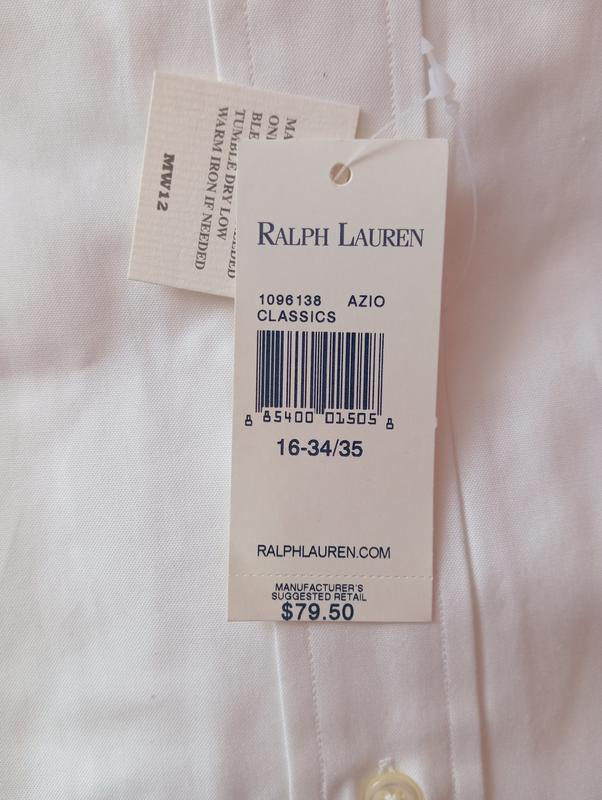 MA
ON
BLE
TUMBLE DRY LOW
WARM IRON IF NEEDED
MW12
RALPH LAUREN
1096138 AZIO
CLASSICS
8 85400 01505 8
16-34/35
RALPHLAUREN.COM
MANUFACTURER'S
SUGGESTED RETAIL
$79.50